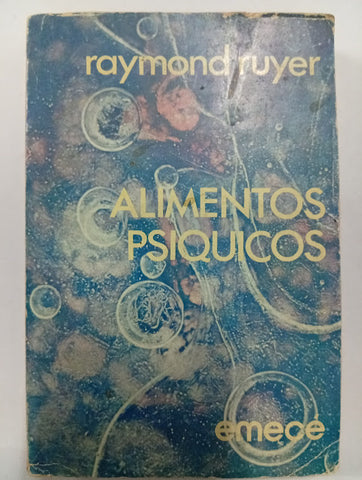 raymond ruyer
ALIMENTOS
PSIQUICOS
emecé